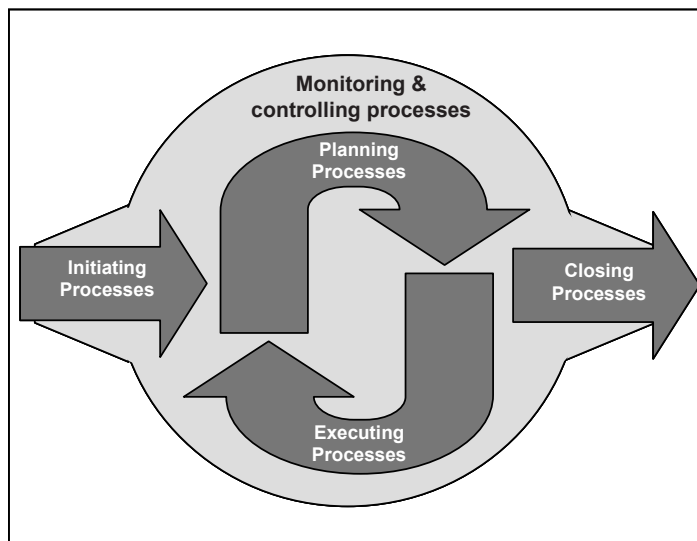 Monitoring &
controlling processes
Planning
Processes
Initiating
Processes
Closing
Processes
Executing
Processes